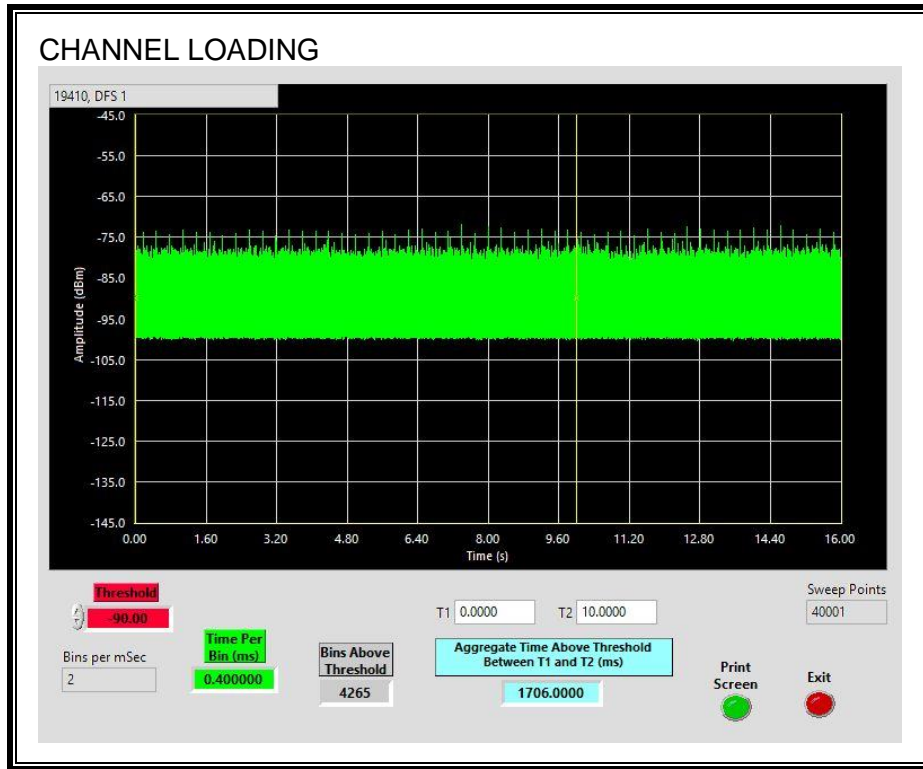 CHANNEL LOADING
19410, DFS 1
-45.0
-55.0
-65.0
-75.0
-85.0
-95.0
-105.0
-115.0
-125.0
-135.0
-145.0
Amplitude (dBm)
0.00 1.60 3.20 4.80 6.40 8.00 9.60 11.20 12.80 14.40 16.00
Time (s)
Threshold
-90.00
Bins per mSec
2
Time Per
Bin (ms)
0.400000
Bins Above
Threshold
4265
T1 0.0000 T2 10.0000
Aggregate Time Above Threshold
Between T1 and T2 (ms)
1706.0000
Sweep Points
40001
Print
Screen
Exit